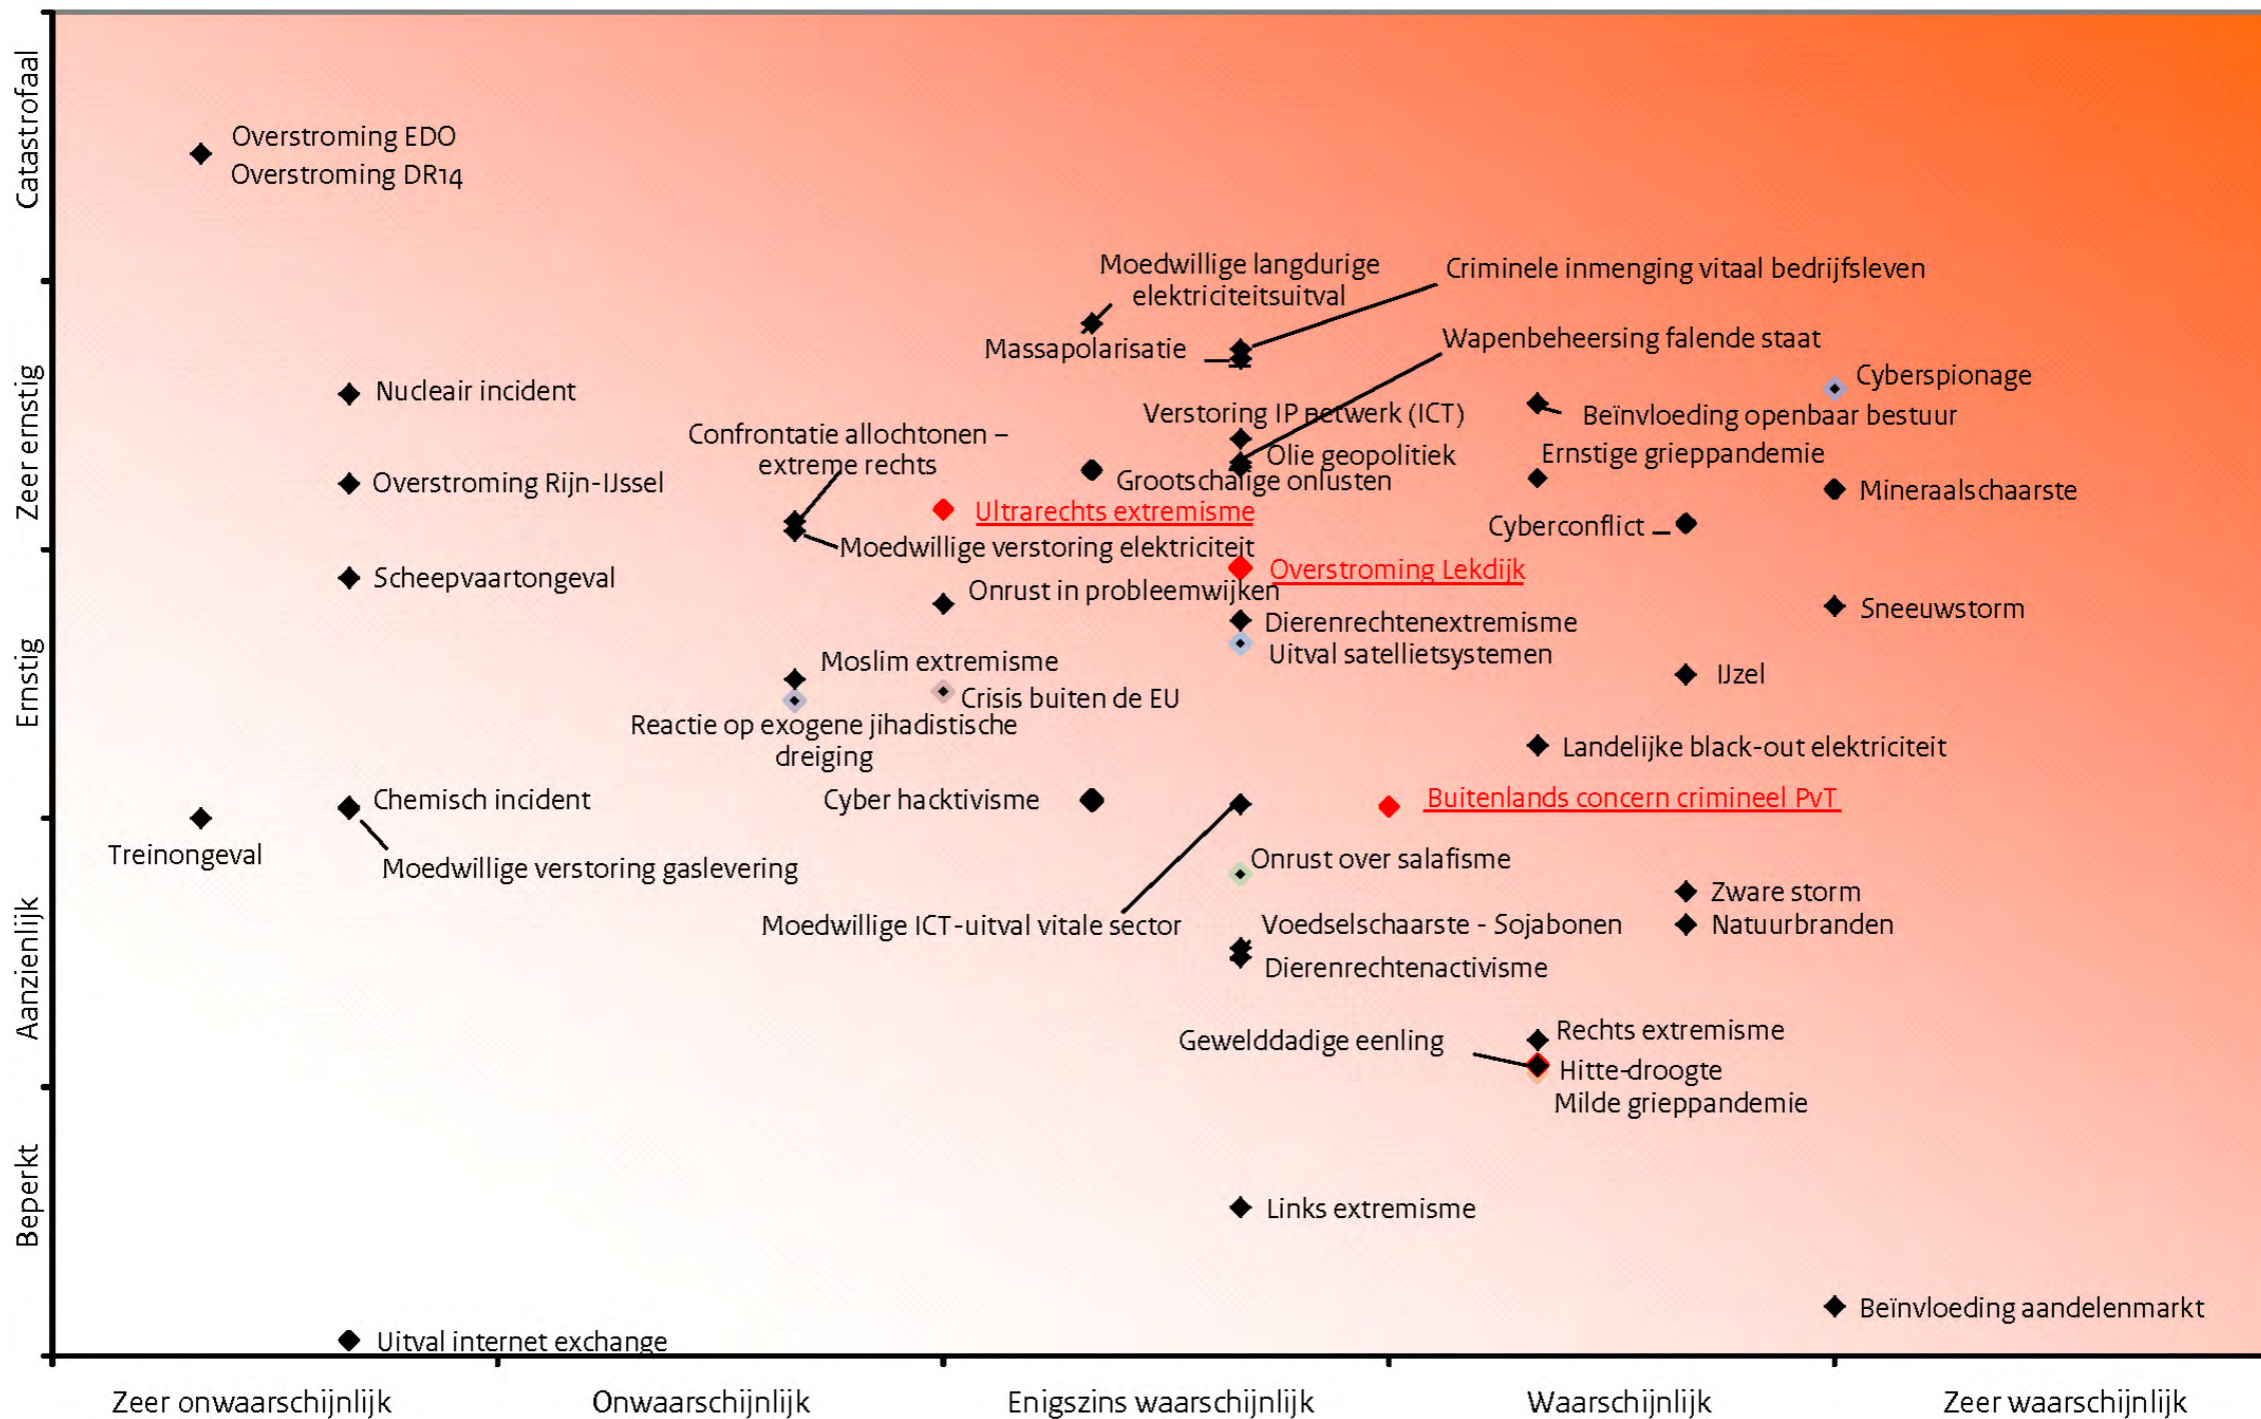 Catastrofaal
Zeer ernstig
Ernstig
Aanzienlijk
Beperkt
Overstroming EDO
Overstroming DR14
Moedwillige langdurige
elektriciteitsuitval
Criminele inmenging vitaal bedrijfsleven
Massapolarisatie
Wapenbeheersing falende staat
Nucleair incident
Cyberspionage
Verstoring IP netwerk (ICT)
Beïnvloeding openbaar bestuur
Confrontatie allochtonen –
extreme rechts
Olie geopolitiek
Ernstige grieppandemie
Grootschalige onlusten
Overstroming Rijn-IJssel
Mineraalschaarste
Ultrarechts extremisme
Cyberconflict
Moedwillige verstoring elektriciteit
Overstroming Lekdijk
Scheepvaartongeval
Onrust in probleemwijken
Sneeuwstorm
Dierenrechtenextremisme
Uitval satellietsystemen
Moslim extremisme
IJzel
Crisis buiten de EU
Reactie op exogene jihadistische
dreiging
Landelijke black-out elektriciteit
Chemisch incident
Cyber hacktivisme
Buitenlands concern crimineel PvT
Treinongeval
Moedwillige verstoring gaslevering
Onrust over salafisme
Zware storm
Moedwillige ICT-uitval vitale sector
Voedselschaarste - Sojabonen
Natuurbranden
Dierenrechtenactivisme
Gewelddadige eenling
Rechts extremisme
Hitte-droogte
Milde grieppandemie
Links extremisme
Beïnvloeding aandelenmarkt
Uitval internet exchange
Zeer onwaarschijnlijk
Onwaarschijnlijk
Enigszins waarschijnlijk
Waarschijnlijk
Zeer waarschijnlijk